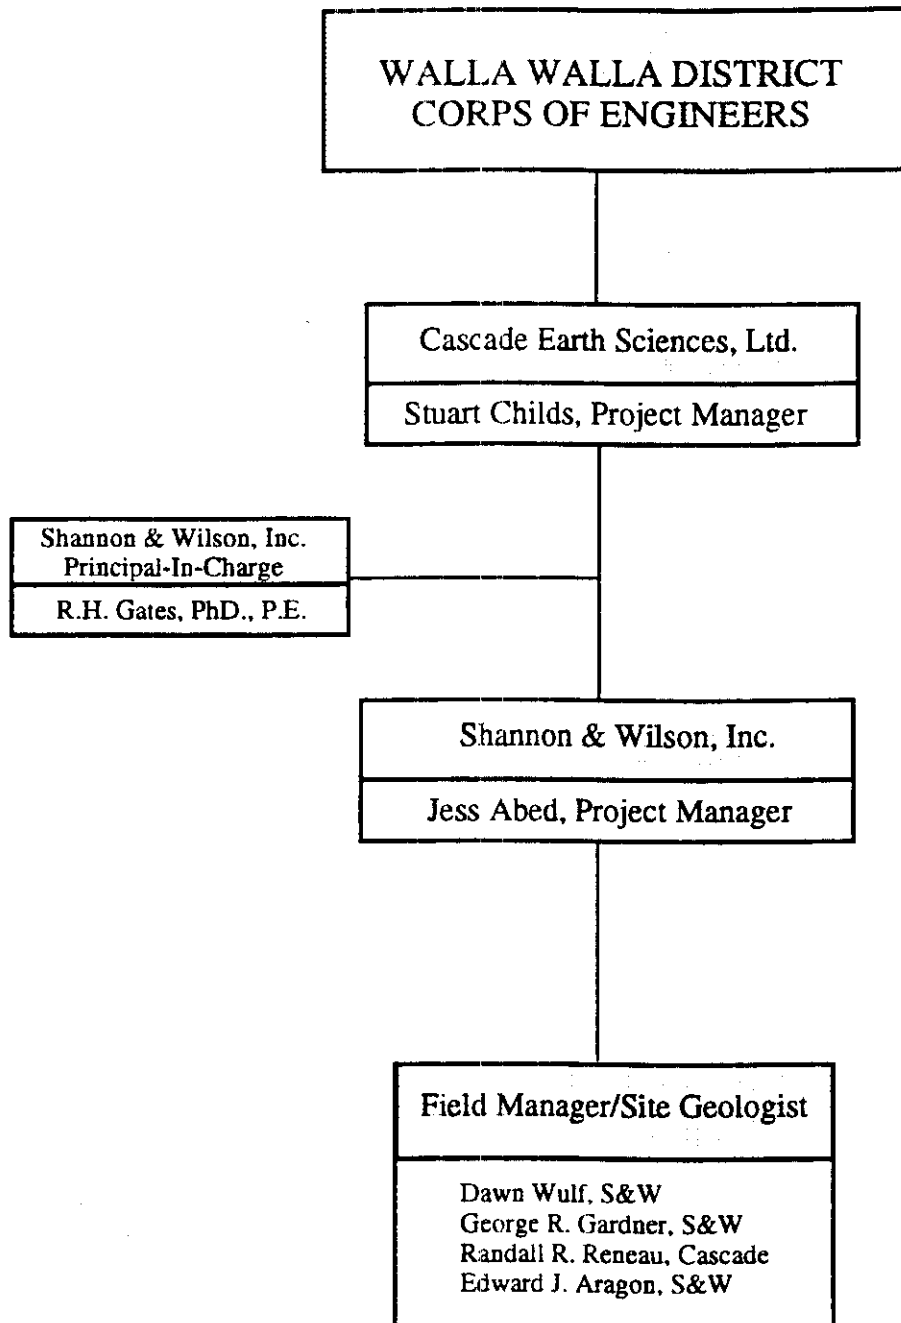 WALLA WALLA DISTRICT
CORPS OF ENGINEERS
Cascade Earth Sciences, Ltd.
Stuart Childs, Project Manager
Shannon & Wilson, Inc.
Principal-In-Charge
R.H. Gates, PhD., P.E.
Shannon & Wilson, Inc.
Jess Abed, Project Manager
Field Manager/Site Geologist
Dawn Wulf, S&W
George R. Gardner, S&W
Randall R. Reneau, Cascade
Edward J. Aragon, S&W